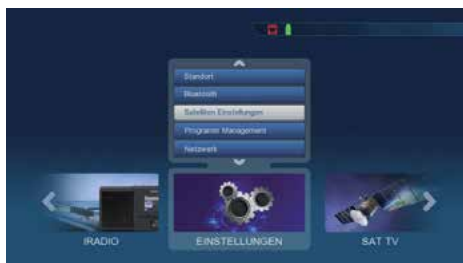 Standort
Bluetooth
Satelliten Einstellungen
Programm Management
Netzwerk
IRADIO
EINSTELLUNGEN
SAT TV